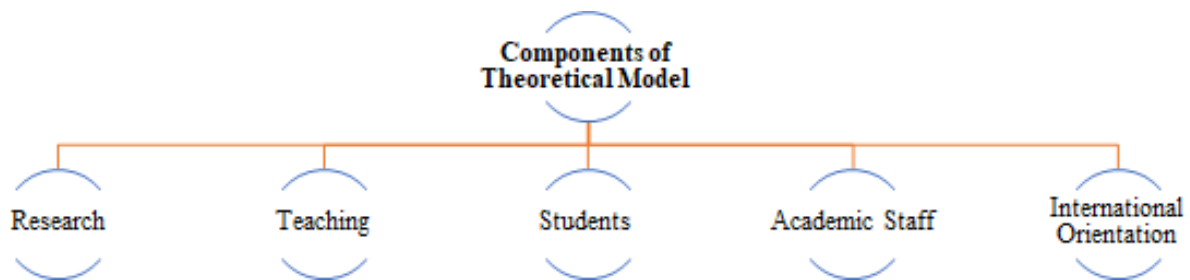 Components of
Theoretical Model
Research
Teaching
Students
Academic Staff
International
Orientation